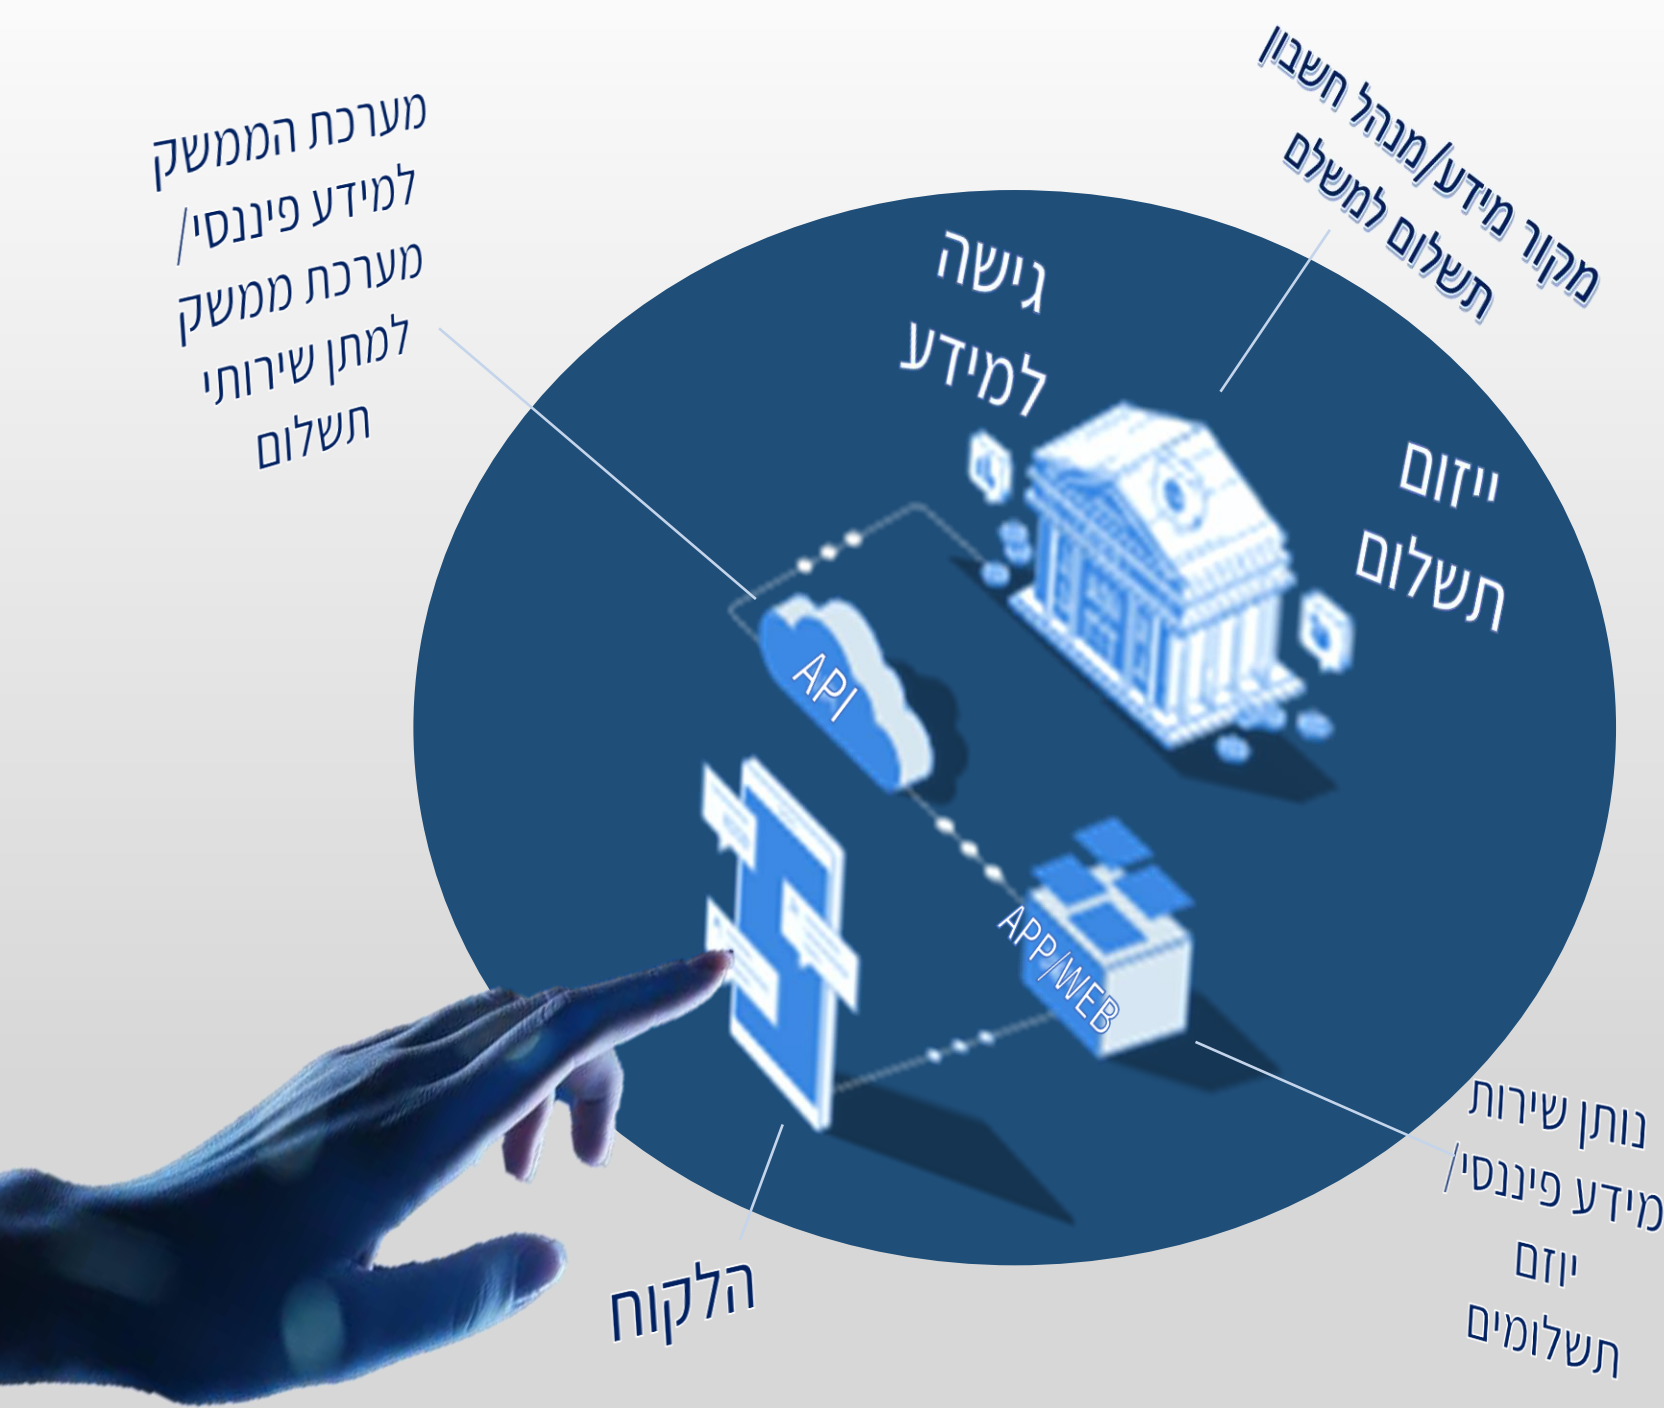 מקור מידע/מנהל חשבון
תשלום למשלם
מערכת הממשק
למידע פיננסי/
מערכת ממשק
למתן שירותי
תשלום
גישה
למידע
ייזום
תשלום
API
APP/WEB
נותן שירות
מידע פיננסי/
יוזם
תשלומים
הלקוח